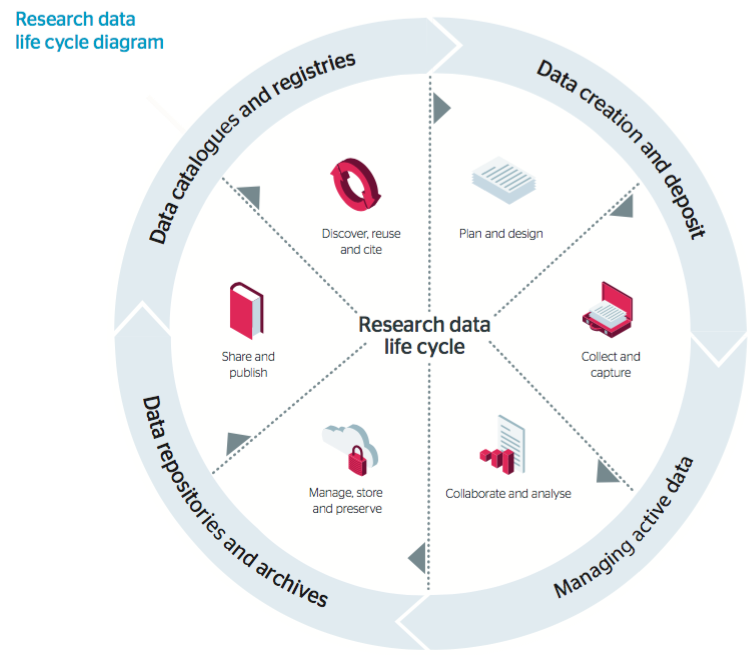 Research data
life cycle diagram
Data catalogues and registries
Data creation and deposit
Discover, reuse
and cite
Plan and design
Share and
publish
Research data
life cycle
Collect and
capture
Manage, store
and preserve
Collaborate and analyse
Data repositories and archives
Managing active data